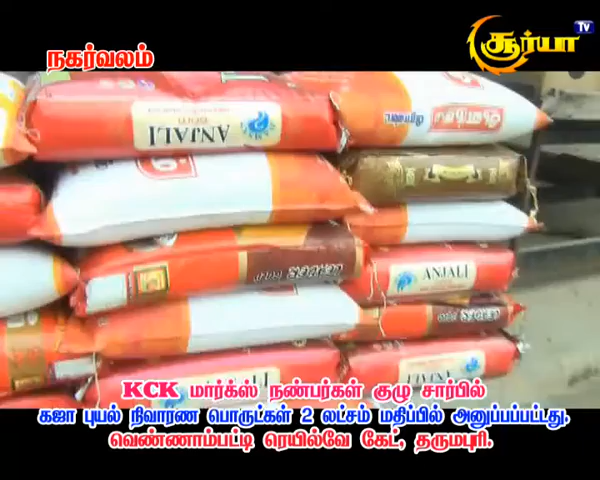 நகர்வலம்
சூர்யா TV
ANJALI
ANJALI
KCK மார்க்ஸ் நண்பர்கள் குழு சார்பில்
கஜா புயல் நிவாரண பொருட்கள் 2 லட்சம் மதிப்பில் அனுப்பப்பட்டது.
வெண்ணாம்பட்டி ரெயில்வே கேட், தருமபுரி.